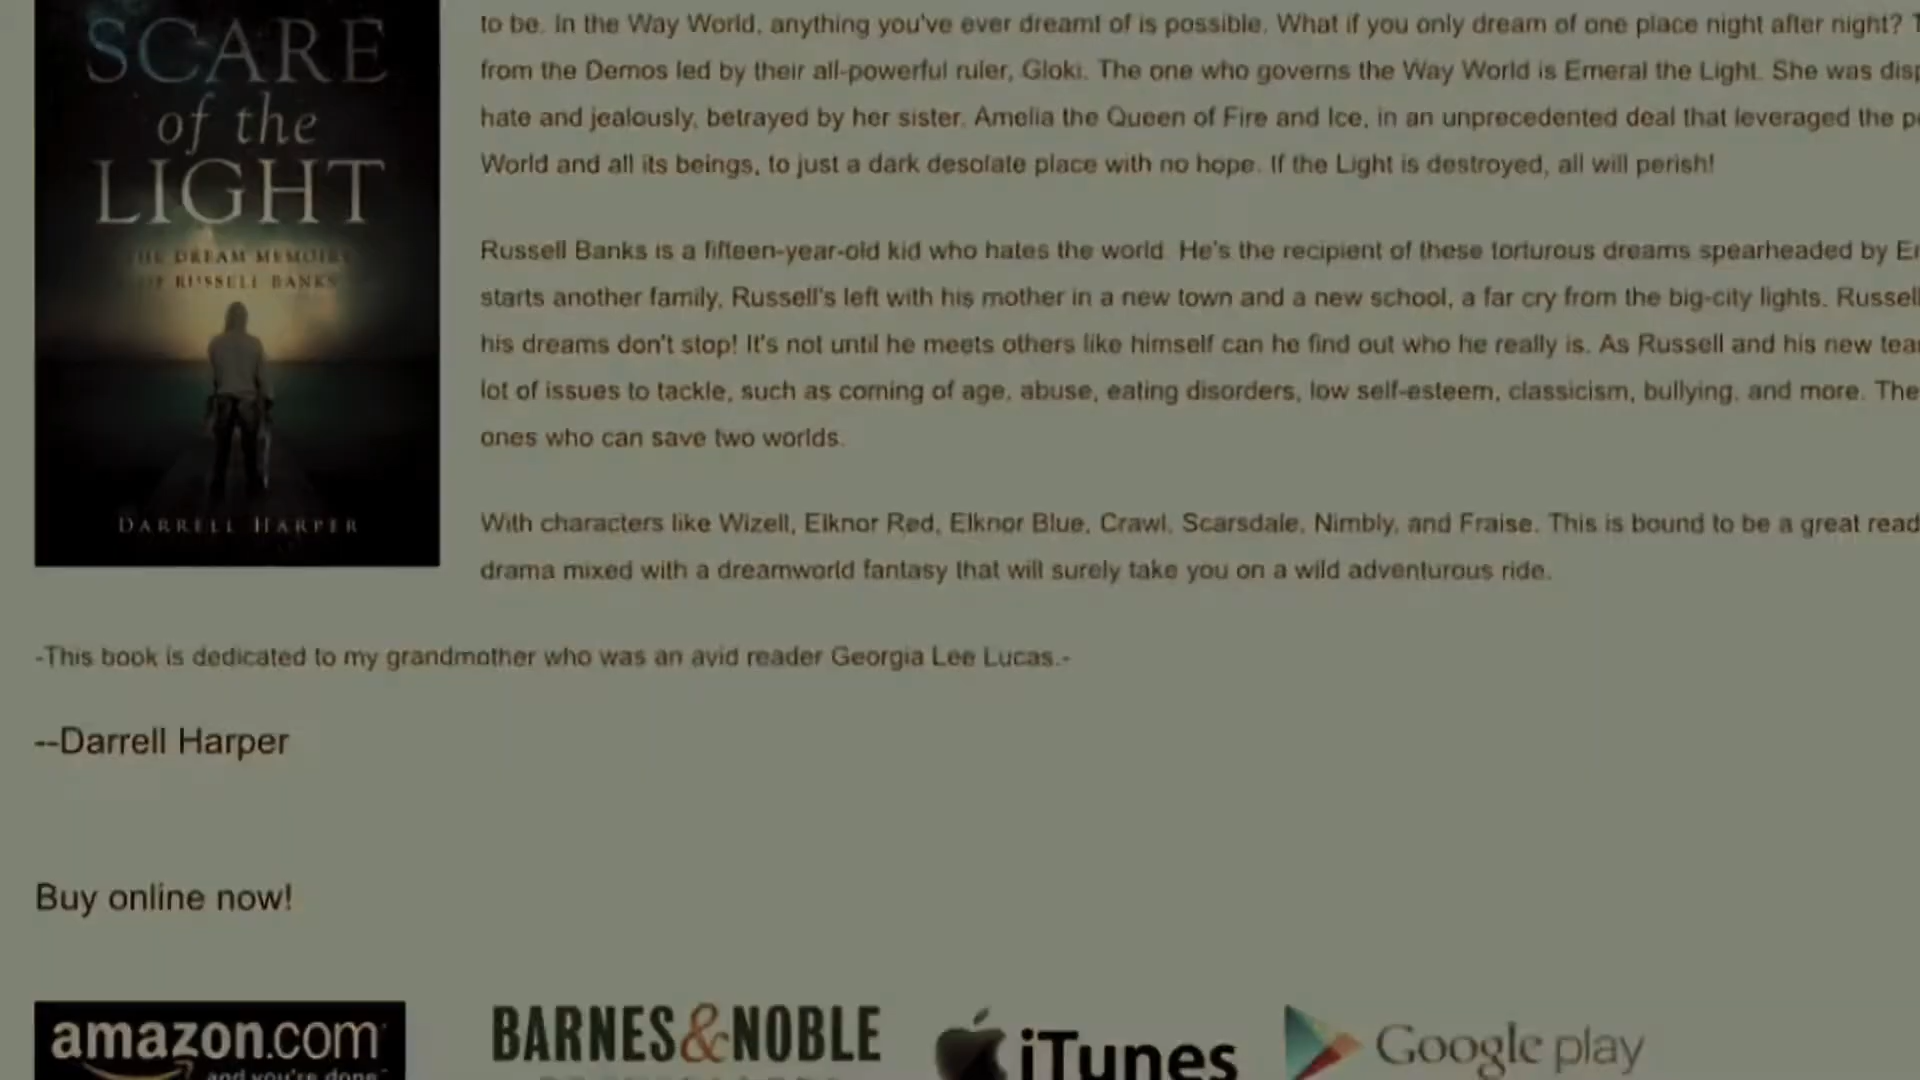 SCARE
of the
LIGHT
THE DREAM MEMOIRS
OF RUSSELL BANKS
DARRELL HARPER
to be. In the Way World, anything you've ever dreamt of is possible. What if you only dream of one place night after night?
from the Demos led by their all-powerful ruler, Gloki. The one who governs the Way World is Emeral the Light. She was
hate and jealously, betrayed by her sister. Amelia the Queen of Fire and Ice, in an unprecedented deal that leveraged the
World and all its beings, to just a dark desolate place with no hope. If the Light is destroyed, all will perish!
Russell Banks is a fifteen-year-old kid who hates the world. He's the recipient of these torturous dreams spearheaded by
starts another family, Russell's left with his mother in a new town and a new school, a far cry from the big-city lights. Russell
his dreams don't stop! It's not until he meets others like himself can he find out who he really is. As Russell and his new
lot of issues to tackle, such as coming of age, abuse, eating disorders, low self-esteem, classicism, bullying, and more. The
ones who can save two worlds.
With characters like Wizell, Elknor Red, Elknor Blue, Crawl, Scarsdale, Nimbly, and Fraise. This is bound to be a great read
drama mixed with a dreamworld fantasy that will surely take you on a wild adventurous ride.
-This book is dedicated to my grandmother who was an avid reader Georgia Lee Lucas.-
--Darrell Harper
Buy online now!
amazon.com
and you're done
BARNES&NOBLE
iTunes
Google play